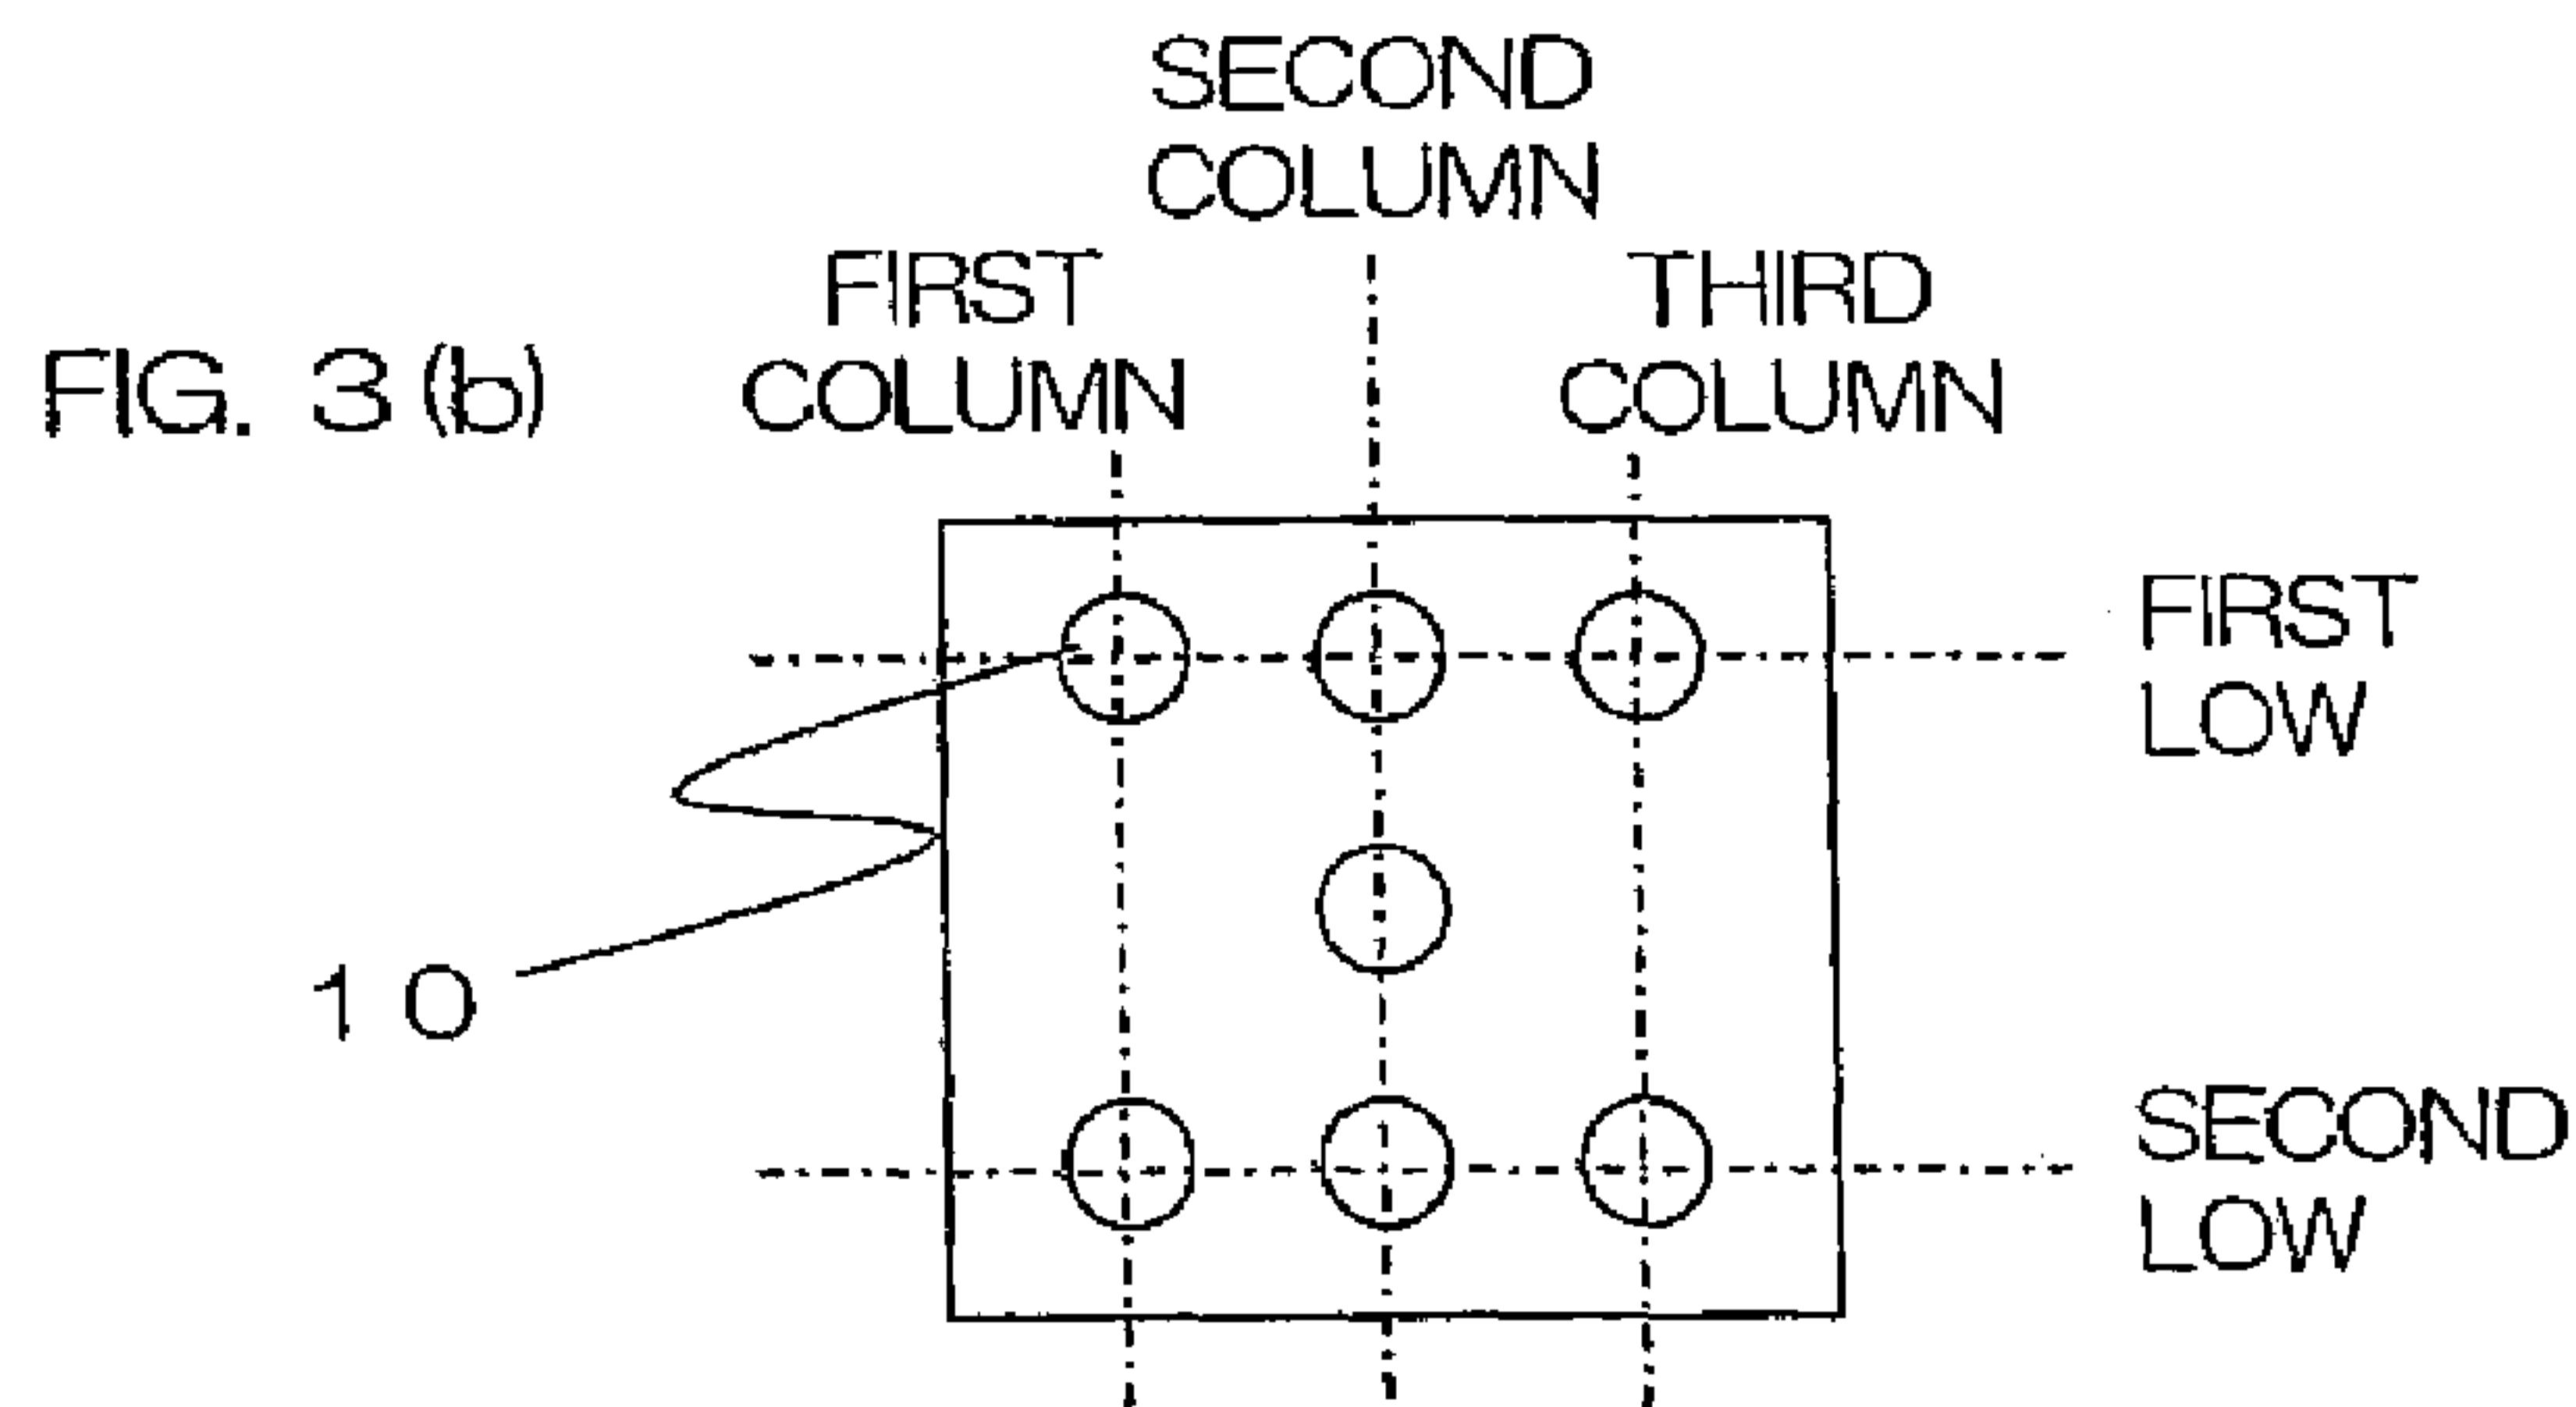 SECOND
COLUMN
FIRST
COLUMN
THIRD
COLUMN
FIG. 3 (b)
FIRST
LOW
10
SECOND
LOW